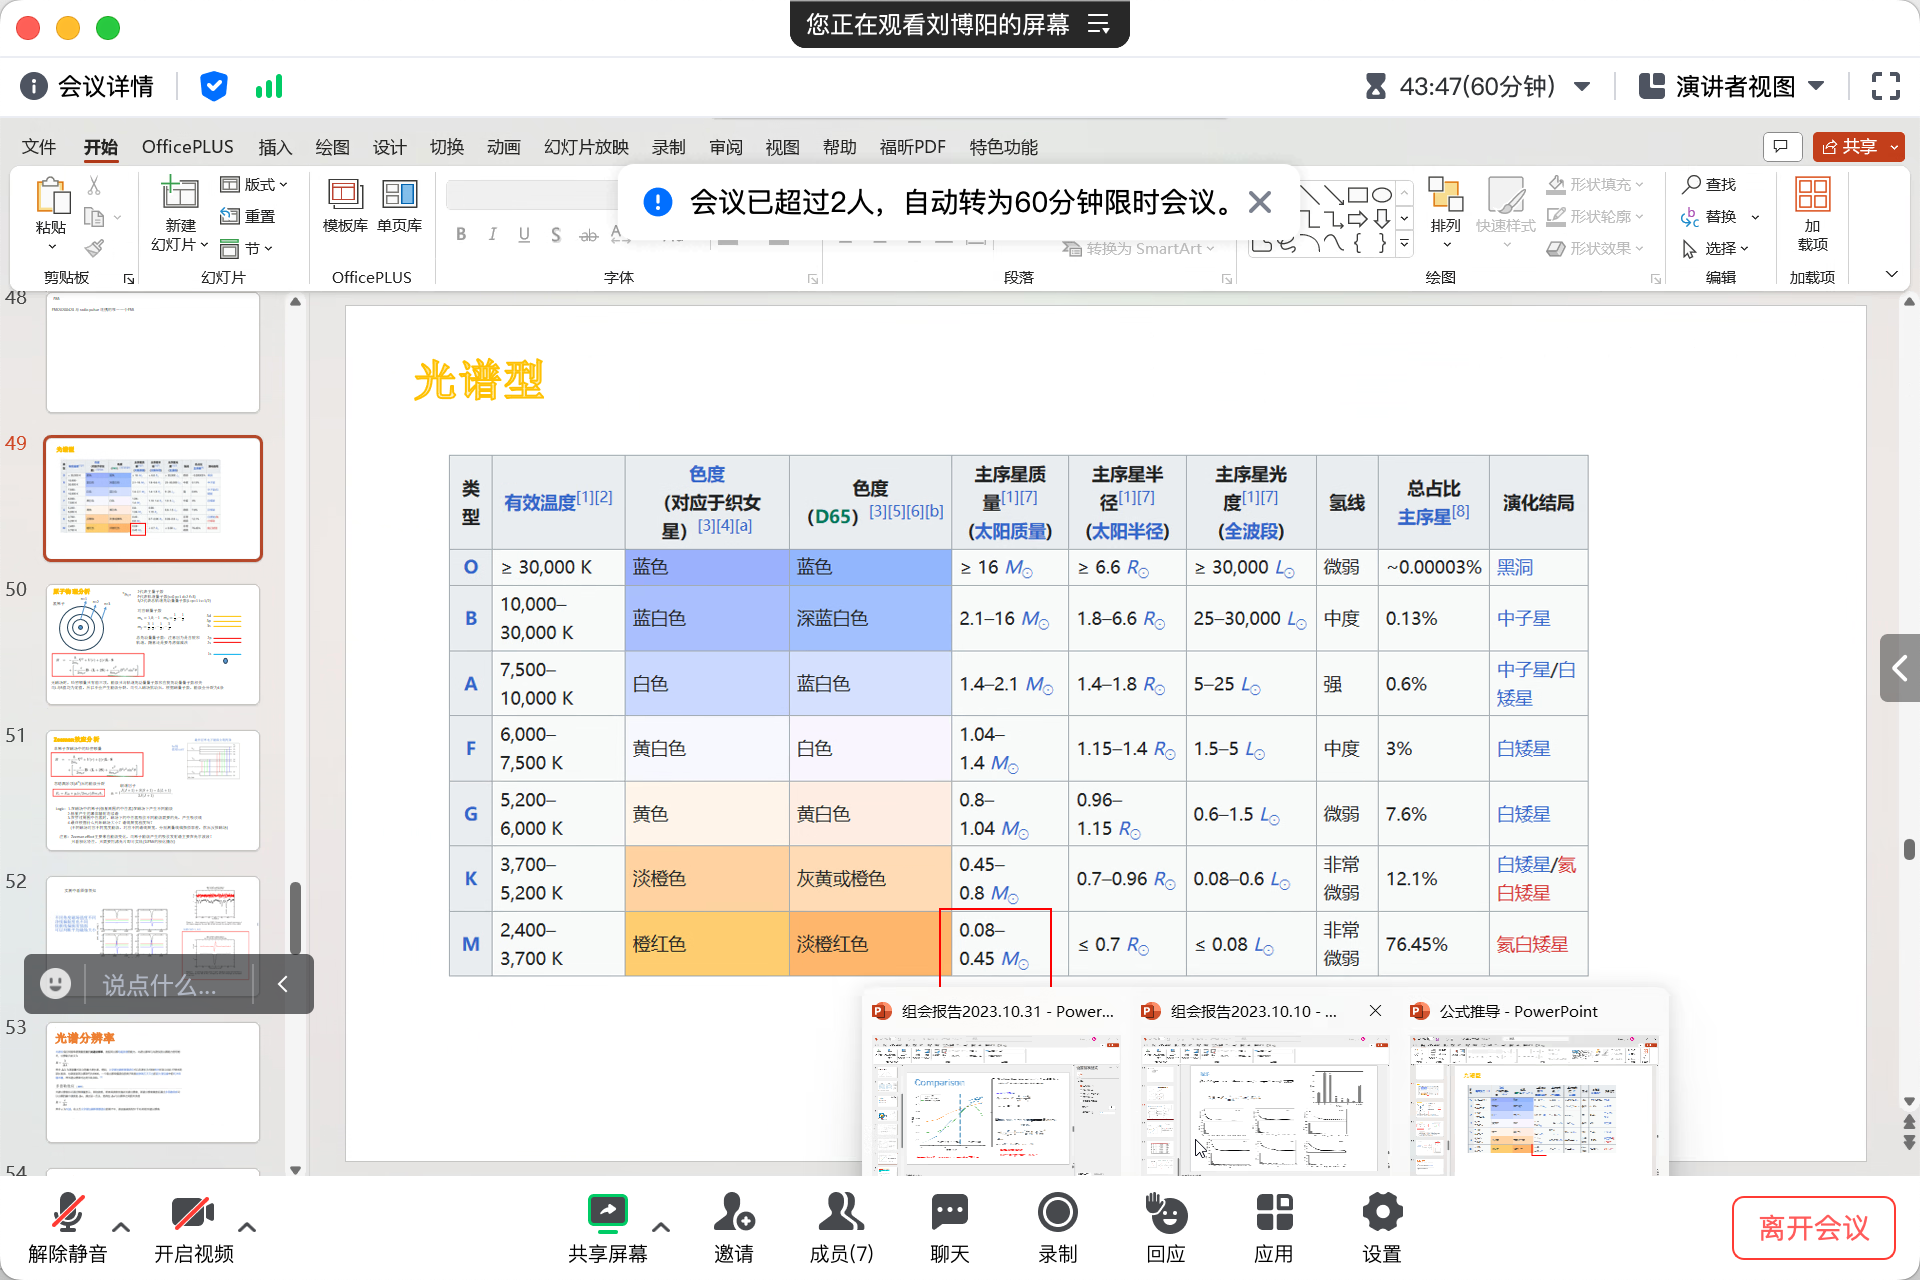 您正在观看刘博阳的屏幕
会议详情
43:47(60分钟)
演讲者视图
文件 开始 OfficePLUS 插入 绘图 设计 切换 动画 幻灯片放映 录制 审阅 视图 帮助 福昕PDF 特色功能
共享
会议已超过2人，自动转为60分钟限时会议。
粘贴
剪贴板
新建
幻灯片
版式
重置
节
幻灯片
模板库 单页库
OfficePLUS
B I U S ab
字体
转换为 SmartArt
段落
排列
快速样式
形状填充
形状轮廓
形状效果
绘图
查找
替换
选择
编辑
加
载项
加载项
48
49
50
51
52
53
光谱分辨率
54
光谱型
类型 有效温度[1][2] 色度（对应于织女星）[3][4][a] 色度（D65）[3][5][6][b] 主序星质量[1][7]（太阳质量） 主序星半径[1][7]（太阳半径） 主序星光度[1][7]（全波段） 氢线 总占比主序星[8] 演化结局
O ≥ 30,000 K 蓝色 蓝色 ≥ 16 M☉ ≥ 6.6 R☉ ≥ 30,000 L☉ 微弱 ~0.00003% 黑洞
B 10,000–30,000 K 蓝白色 深蓝白色 2.1–16 M☉ 1.8–6.6 R☉ 25–30,000 L☉ 中度 0.13% 中子星
A 7,500–10,000 K 白色 蓝白色 1.4–2.1 M☉ 1.4–1.8 R☉ 5–25 L☉ 强 0.6% 中子星/白矮星
F 6,000–7,500 K 黄白色 白色 1.04–1.4 M☉ 1.15–1.4 R☉ 1.5–5 L☉ 中度 3% 白矮星
G 5,200–6,000 K 黄色 黄白色 0.8–1.04 M☉ 0.96–1.15 R☉ 0.6–1.5 L☉ 微弱 7.6% 白矮星
K 3,700–5,200 K 淡橙色 灰黄或橙色 0.45–0.8 M☉ 0.7–0.96 R☉ 0.08–0.6 L☉ 非常微弱 12.1% 白矮星/氦白矮星
M 2,400–3,700 K 橙红色 淡橙红色 0.08–0.45 M☉ ≤ 0.7 R☉ ≤ 0.08 L☉ 非常微弱 76.45% 氦白矮星
说点什么...
组会报告2023.10.31 - Power...
组会报告2023.10.10 - ...
公式推导 - PowerPoint
Comparison
解除静音
开启视频
共享屏幕
邀请
成员(7)
聊天
录制
回应
应用
设置
离开会议